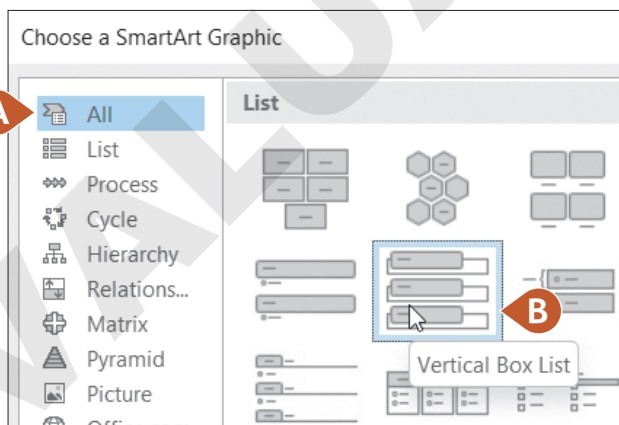 Choose a SmartArt Graphic
A
All
List
Process
Cycle
Hierarchy
Relations...
Matrix
Pyramid
Picture
List
B
Vertical Box List